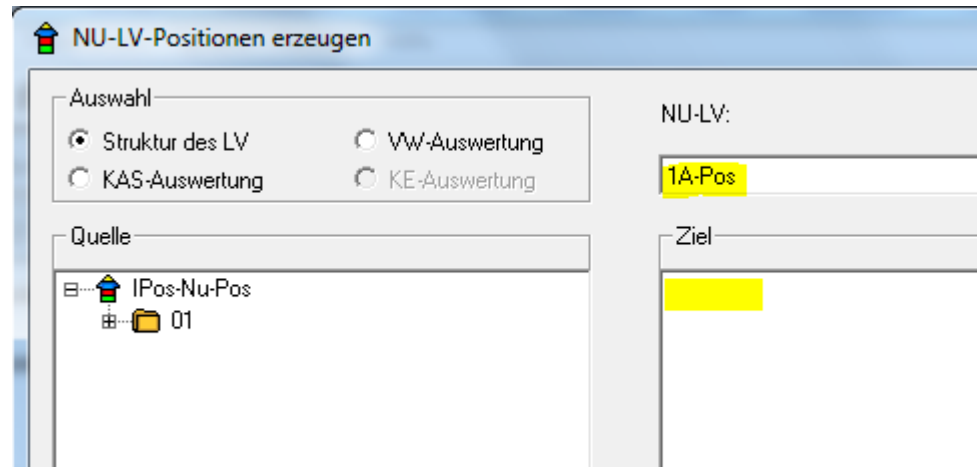 NU-LV-Positionen erzeugen
Auswahl
Struktur des LV
VW-Auswertung
KAS-Auswertung
KE-Auswertung
NU-LV:
1A-Pos
Quelle
IPos-Nu-Pos
01
Ziel